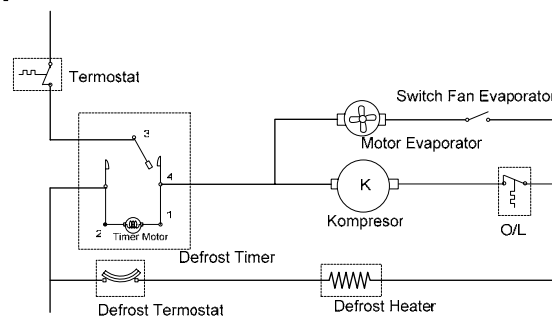 Termostat
Switch Fan Evaporator
3
Motor Evaporator
4
K
2
1
Timer Motor
Kompresor
O/L
Defrost Timer
Defrost Termostat
Defrost Heater